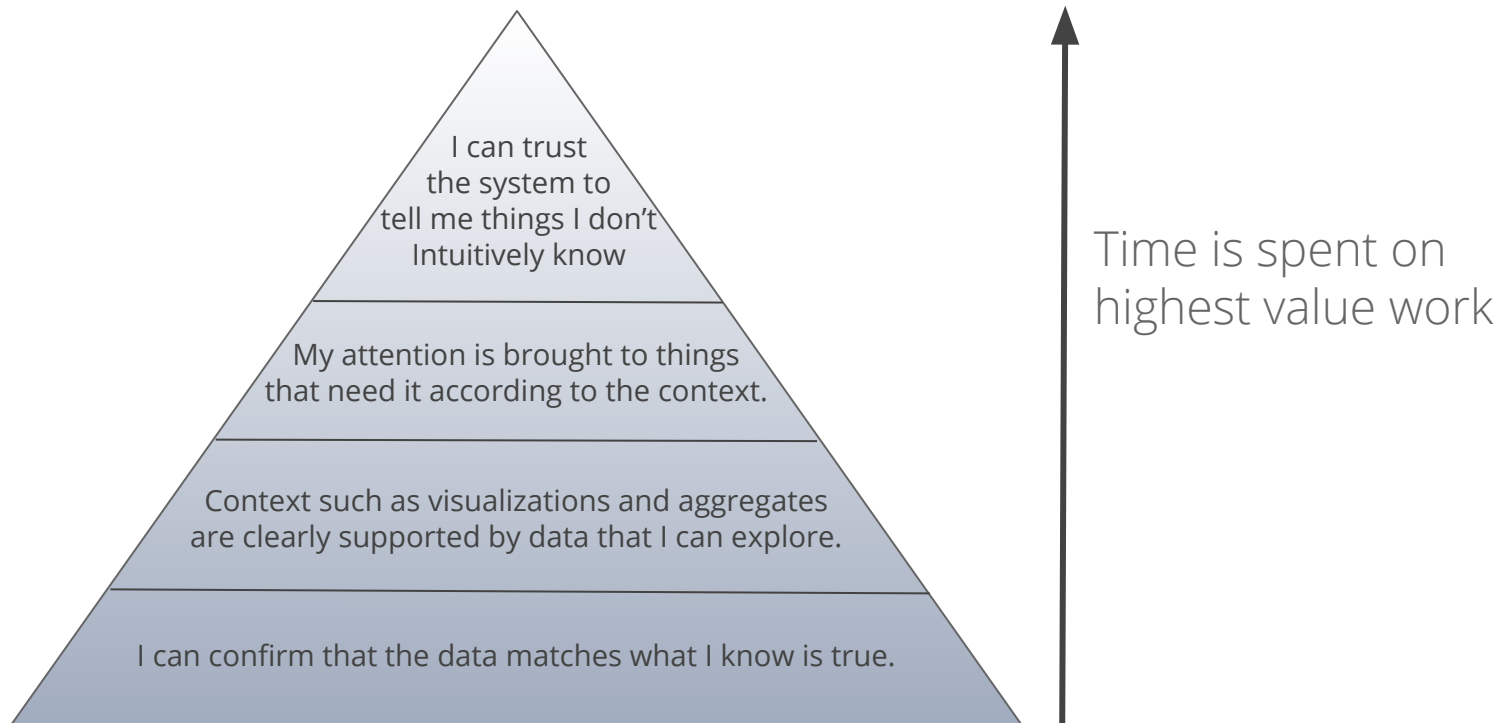 I can trust
the system to
tell me things I don’t
Intuitively know
My attention is brought to things
that need it according to the context.
Context such as visualizations and aggregates
are clearly supported by data that I can explore.
I can confirm that the data matches what I know is true.
Time is spent on
highest value work